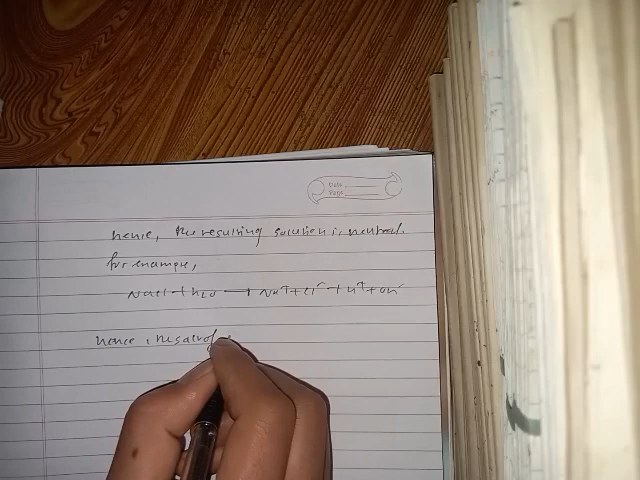 Date
Page
hence, the resulting solution is neutral.
for example,
NaCl + H2O → Na+ + Cl- + H+ + OH-
hence, the salt of